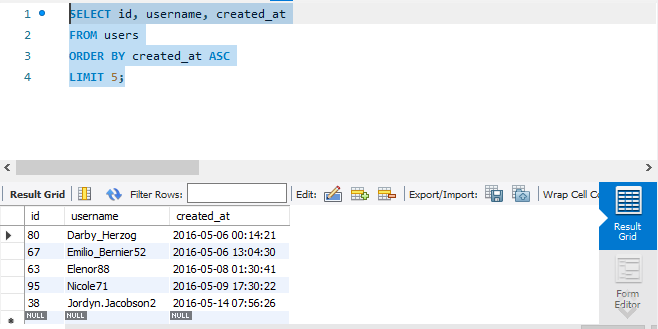 1 SELECT id, username, created_at
2 FROM users
3 ORDER BY created_at ASC
4 LIMIT 5;
Result Grid Filter Rows: Edit: Export/Import: Wrap Cell
id username created_at
80 Darby_Herzog 2016-05-06 00:14:21
67 Emilio_Bernier52 2016-05-06 13:04:30
63 Elenor88 2016-05-08 01:30:41
95 Nicole71 2016-05-09 17:30:22
38 Jordyn.Jacobson2 2016-05-14 07:56:26
NULL NULL NULL
Result
Grid
Form
Editor